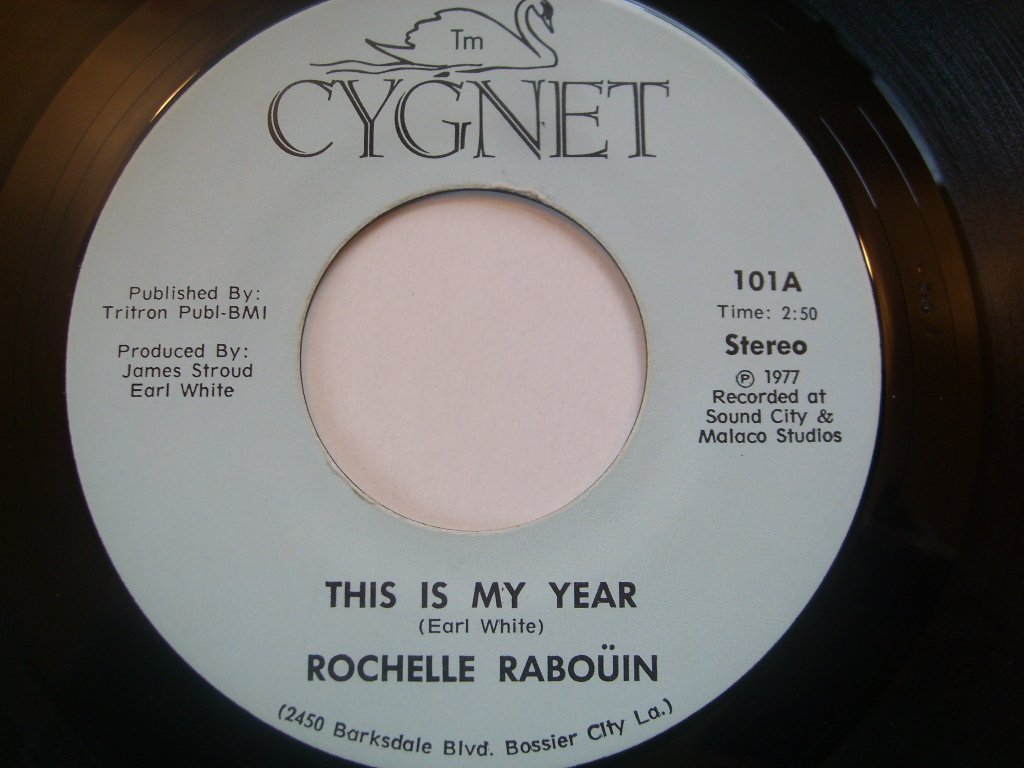 Tm
CYGNET
Published By:
Tritron Publ-BMI
Produced By:
James Stroud
Earl White
101A
Time: 2:50
Stereo
℗ 1977
Recorded at
Sound City &
Malaco Studios
THIS IS MY YEAR
(Earl White)
ROCHELLE RABOÜIN
(2450 Barksdale Blvd. Bossier City La.)